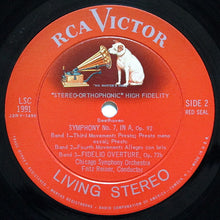 RCA VICTOR
"STEREO-ORTHOPHONIC" HIGH FIDELITY
LSC
1991
SIDE 2
RED SEAL
Beethoven
SYMPHONY No. 7, IN A, Op. 92
Band 1—Third Movement: Presto; Presto meno
assai; Presto
Band 2—Fourth Movement: Allegro con brio
Band 3—FIDELIO OVERTURE, Op. 72b
Chicago Symphony Orchestra
Fritz Reiner, Conductor
LIVING STEREO